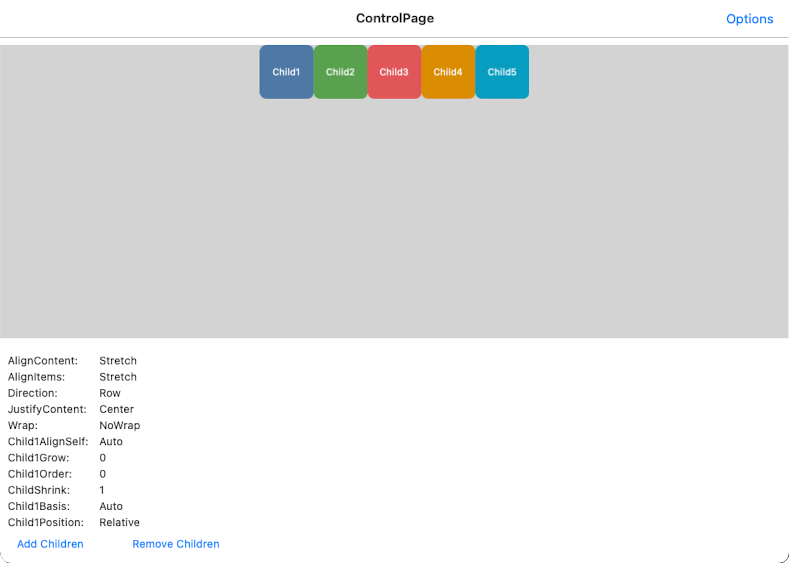 ControlPage Options
Child1 Child2 Child3 Child4 Child5
AlignContent: Stretch
AlignItems: Stretch
Direction: Row
JustifyContent: Center
Wrap: NoWrap
Child1AlignSelf: Auto
Child1Grow: 0
Child1Order: 0
ChildShrink: 1
Child1Basis: Auto
Child1Position: Relative
Add Children Remove Children